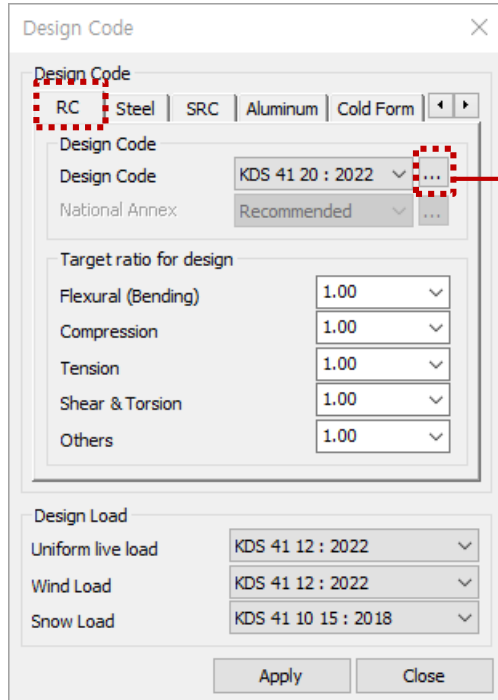 Design Code
Design Code
RC Steel SRC Aluminum Cold Form
Design Code
Design Code KDS 41 20 : 2022 ...
National Annex Recommended ...
Target ratio for design
Flexural (Bending) 1.00
Compression 1.00
Tension 1.00
Shear & Torsion 1.00
Others 1.00
Design Load
Uniform live load KDS 41 12 : 2022
Wind Load KDS 41 12 : 2022
Snow Load KDS 41 10 15 : 2018
Apply Close